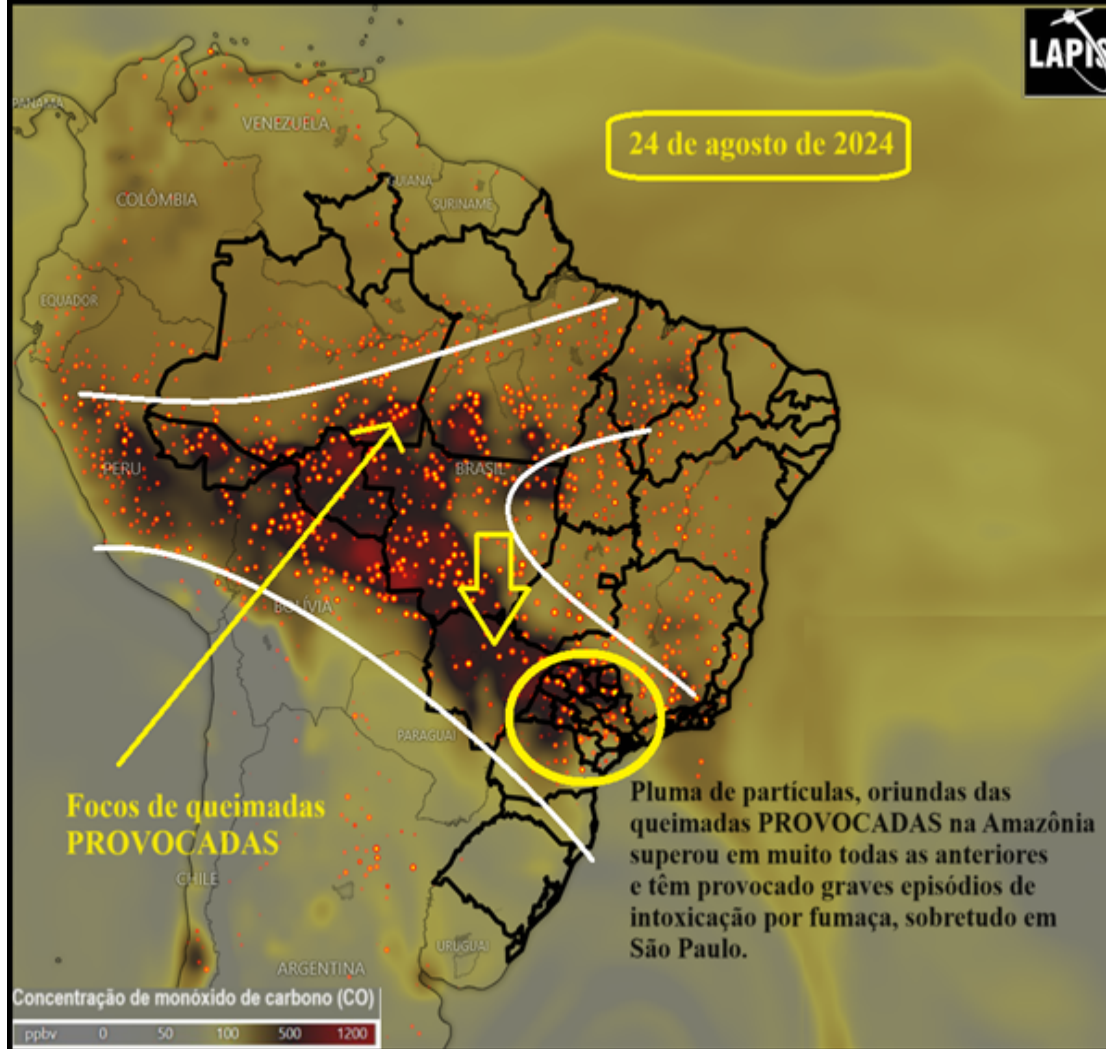 LAPIS
24 de agosto de 2024
PANAMÁ
VENEZUELA
COLÔMBIA
GUIANA
SURINAME
EQUADOR
PERU
BRASIL
BOLÍVIA
PARAGUAI
Focos de queimadas
PROVOCADAS
Pluma de partículas, oriundas das
queimadas PROVOCADAS na Amazônia
superou em muito todas as anteriores
e têm provocado graves episódios de
intoxicação por fumaça, sobretudo em
São Paulo.
CHILE
URUGUAI
ARGENTINA
Concentração de monóxido de carbono (CO)
ppbv 0 50 100 500 1200